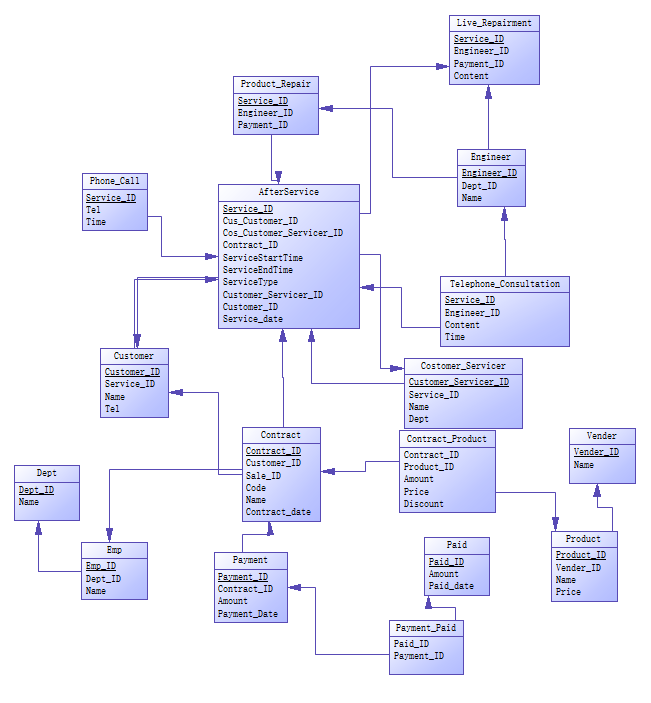 Live_Repairment
Service_ID
Engineer_ID
Payment_ID
Content
Product_Repair
Service_ID
Engineer_ID
Payment_ID
Engineer
Engineer_ID
Dept_ID
Name
Phone_Call
Service_ID
Tel
Time
AfterService
Service_ID
Cus_Customer_ID
Cos_Customer_Servicer_ID
Contract_ID
ServiceStartTime
ServiceEndTime
ServiceType
Customer_Servicer_ID
Customer_ID
Service_date
Telephone_Consultation
Service_ID
Engineer_ID
Content
Time
Customer
Customer_ID
Service_ID
Name
Tel
Costomer_Servicer
Customer_Servicer_ID
Service_ID
Name
Dept
Contract
Contract_ID
Customer_ID
Sale_ID
Code
Name
Contract_date
Contract_Product
Contract_ID
Product_ID
Amount
Price
Discount
Vender
Vender_ID
Name
Dept
Dept_ID
Name
Emp
Emp_ID
Dept_ID
Name
Payment
Payment_ID
Contract_ID
Amount
Payment_Date
Paid
Paid_ID
Amount
Paid_date
Product
Product_ID
Vender_ID
Name
Price
Payment_Paid
Paid_ID
Payment_ID